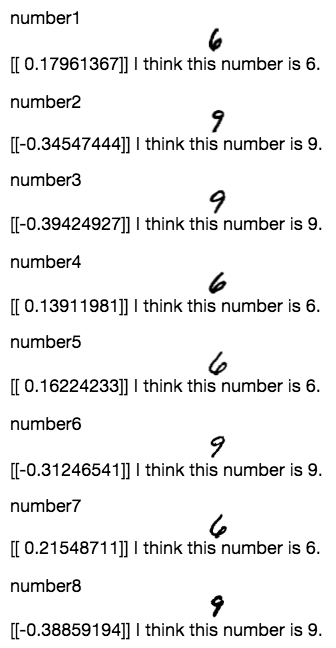 number1
6
[[ 0.17961367]] I think this number is 6.
number2
9
[[-0.34547444]] I think this number is 9.
number3
9
[[-0.39424927]] I think this number is 9.
number4
6
[[ 0.13911981]] I think this number is 6.
number5
6
[[ 0.16224233]] I think this number is 6.
number6
9
[[-0.31246541]] I think this number is 9.
number7
6
[[ 0.21548711]] I think this number is 6.
number8
9
[[-0.38859194]] I think this number is 9.